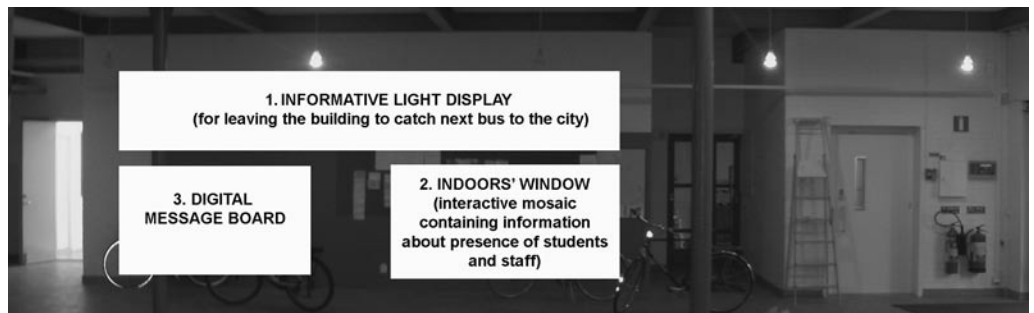 1. INFORMATIVE LIGHT DISPLAY
(for leaving the building to catch next bus to the city)
3. DIGITAL
MESSAGE BOARD
2. INDOORS' WINDOW
(interactive mosaic
containing information
about presence of students
and staff)